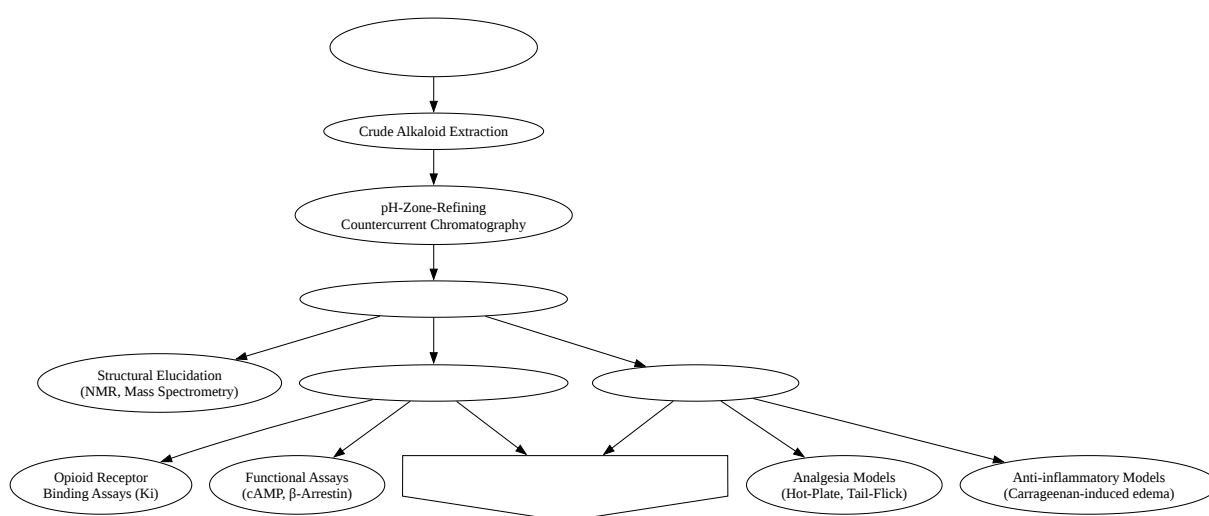 Crude Alkaloid Extraction
pH-Zone-Refining
Countercurrent Chromatography
Structural Elucidation
(NMR, Mass Spectrometry)
Opioid Receptor
Binding Assays (Ki)
Functional Assays
(cAMP, β-Arrestin)
Analgesia Models
(Hot-Plate, Tail-Flick)
Anti-inflammatory Models
(Carrageenan-induced edema)